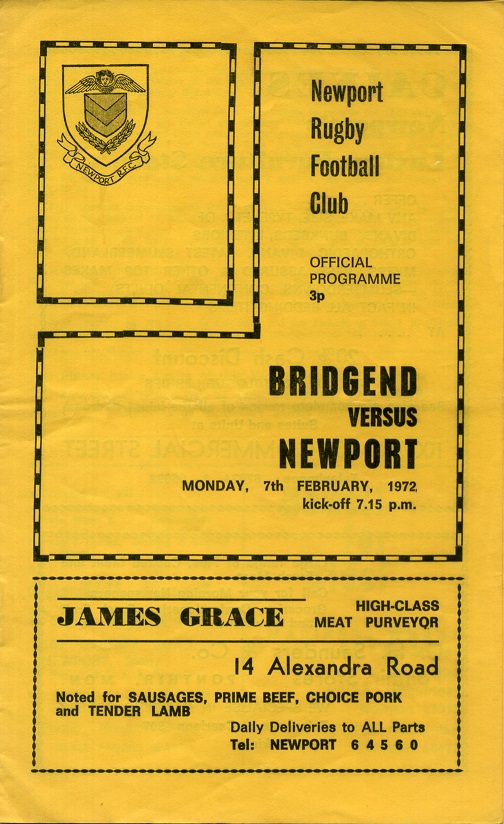 NEWPORT R.F.C.
Newport
Rugby
Football
Club
OFFICIAL
PROGRAMME
3p
BRIDGEND
VERSUS
NEWPORT
MONDAY, 7th FEBRUARY, 1972
kick-off 7.15 p.m.
JAMES GRACE
HIGH-CLASS
MEAT PURVEYOR
14 Alexandra Road
Noted for SAUSAGES, PRIME BEEF, CHOICE PORK
and TENDER LAMB
Daily Deliveries to ALL Parts
Tel: NEWPORT 64560